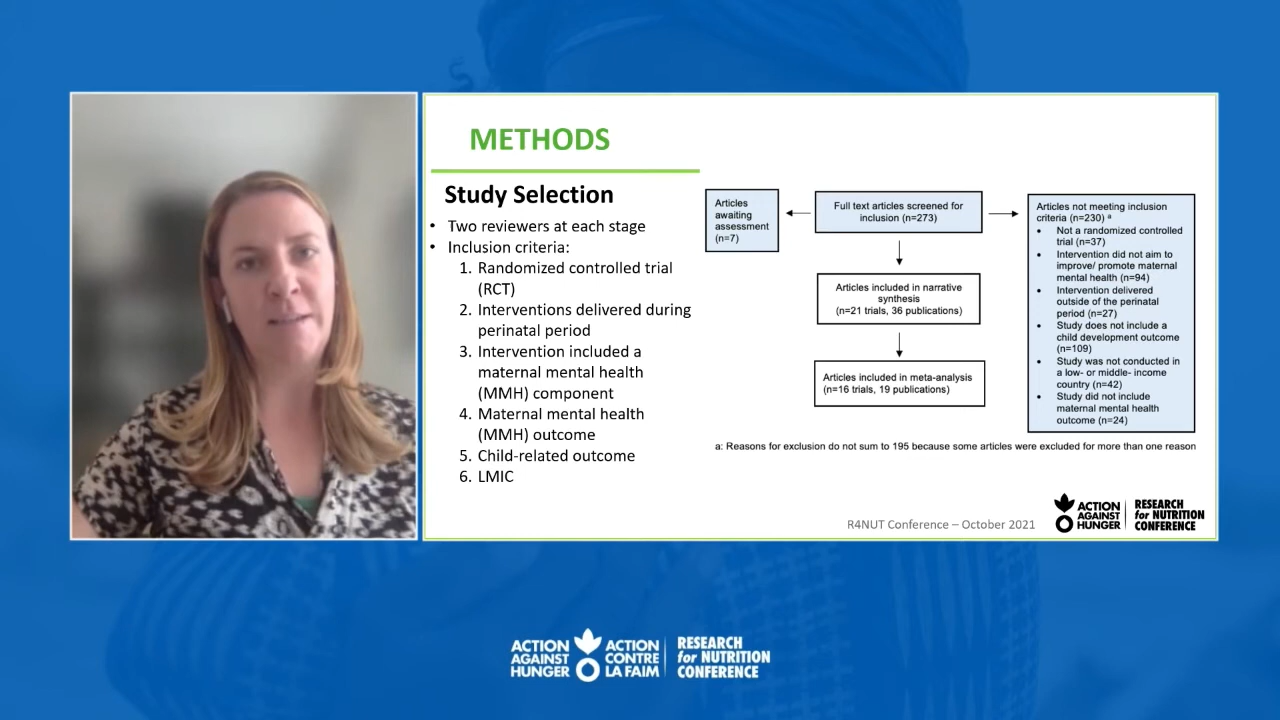 METHODS
Study Selection
• Two reviewers at each stage
• Inclusion criteria:
1. Randomized controlled trial
(RCT)
2. Interventions delivered during
perinatal period
3. Intervention included a
maternal mental health
(MMH) component
4. Maternal mental health
(MMH) outcome
5. Child-related outcome
6. LMIC
Articles
awaiting
assessment
(n=7)
Full text articles screened for
inclusion (n=273)
Articles included in narrative
synthesis
(n=21 trials, 36 publications)
Articles included in meta-analysis
(n=16 trials, 19 publications)
Articles not meeting inclusion
criteria (n=230) a
• Not a randomized controlled
trial (n=37)
• Intervention did not aim to
improve/ promote maternal
mental health (n=94)
• Intervention delivered
outside of the perinatal
period (n=27)
• Study does not include a
child development outcome
(n=109)
• Study was not conducted in
a low- or middle- income
country (n=42)
• Study did not include
maternal mental health
outcome (n=24)
a: Reasons for exclusion do not sum to 195 because some articles were excluded for more than one reason
R4NUT Conference – October 2021
ACTION
AGAINST
HUNGER
RESEARCH
for NUTRITION
CONFERENCE
ACTION
AGAINST
HUNGER
ACTION
CONTRE
LA FAIM
RESEARCH
for NUTRITION
CONFERENCE